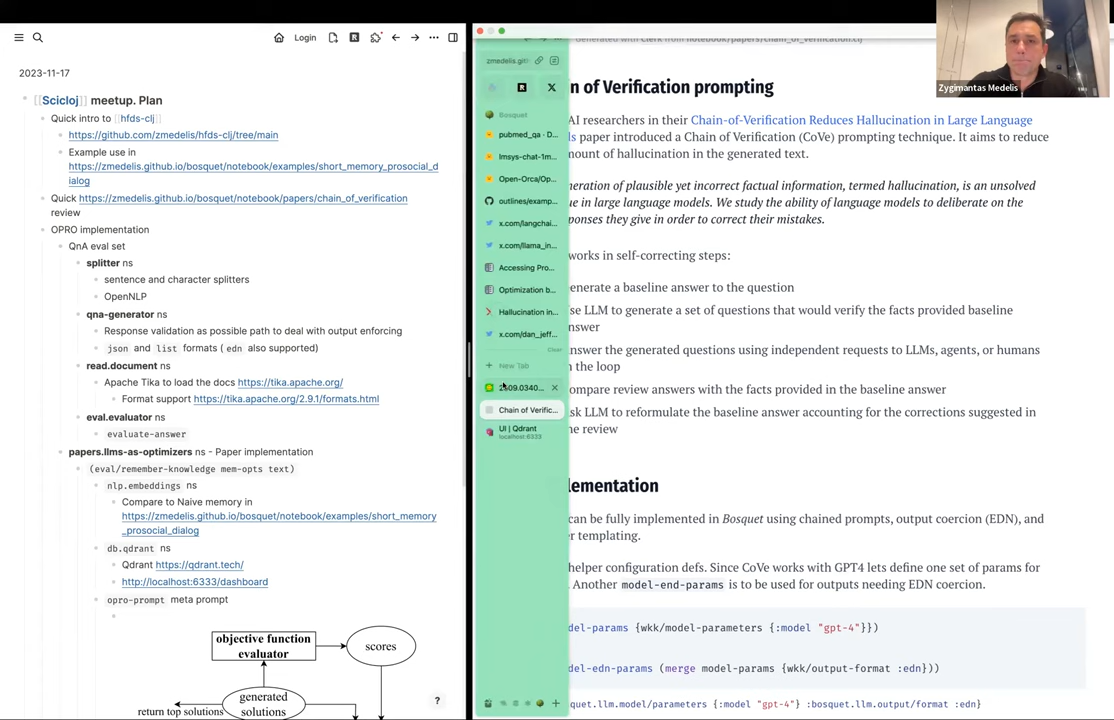 Login
2023-11-17
[[Scicloj]] meetup. Plan
Quick intro to [[hfds-clj]]
https://github.com/zmedelis/hfds-clj/tree/main
Example use in
https://zmedelis.github.io/bosquet/notebook/examples/short_memory_prosocial_d
ialog
Quick https://zmedelis.github.io/bosquet/notebook/papers/chain_of_verification
review
OPRO implementation
QnA eval set
splitter ns
sentence and character splitters
OpenNLP
qna-generator ns
Response validation as possible path to deal with output enforcing
json and list formats ( edn also supported)
read.document ns
Apache Tika to load the docs https://tika.apache.org/
Format support https://tika.apache.org/2.9.1/formats.html
eval.evaluator ns
evaluate-answer
papers.llms-as-optimizers ns - Paper implementation
(eval/remember-knowledge mem-opts text)
nlp.embeddings ns
Compare to Naive memory in
https://zmedelis.github.io/bosquet/notebook/examples/short_memory
_prosocial_dialog
db.qdrant ns
Qdrant https://qdrant.tech/
http://localhost:6333/dashboard
opro-prompt meta prompt
objective function
evaluator
scores
generated
solutions
return top solutions
?
zmedelis.gith
Bosquet
pubmed_qa · D...
lmsys-chat-1m...
Open-Orca/Op...
outlines/examp...
x.com/langchai...
x.com/llama_in...
Accessing Pro...
Optimization b...
Hallucination in...
x.com/dan_jeff...
Clear
New Tab
2309.0340...
Chain of Verific...
UI | Qdrant
localhost:6333
Generated with Clerk from notebook/papers/chain_of_verification.clj
n of Verification prompting
AI researchers in their Chain-of-Verification Reduces Hallucination in Large Language
ls paper introduced a Chain of Verification (CoVe) prompting technique. It aims to reduce
mount of hallucination in the generated text.
neration of plausible yet incorrect factual information, termed hallucination, is an unsolved
ue in large language models. We study the ability of language models to deliberate on the
ponses they give in order to correct their mistakes.
works in self-correcting steps:
enerate a baseline answer to the question
se LLM to generate a set of questions that would verify the facts provided baseline
nswer
nswer the generated questions using independent requests to LLMs, agents, or humans
the loop
ompare review answers with the facts provided in the baseline answer
sk LLM to reformulate the baseline answer accounting for the corrections suggested in
e review
lementation
can be fully implemented in Bosquet using chained prompts, output coercion (EDN), and
r templating.
helper configuration defs. Since CoVe works with GPT4 lets define one set of params for
Another model-end-params is to be used for outputs needing EDN coercion.
del-params {wkk/model-parameters {:model "gpt-4"}})
del-edn-params (merge model-params {wkk/output-format :edn}))
squet.llm.model/parameters {:model "gpt-4"} :bosquet.llm.output/format :edn}
Zygimantas Medelis